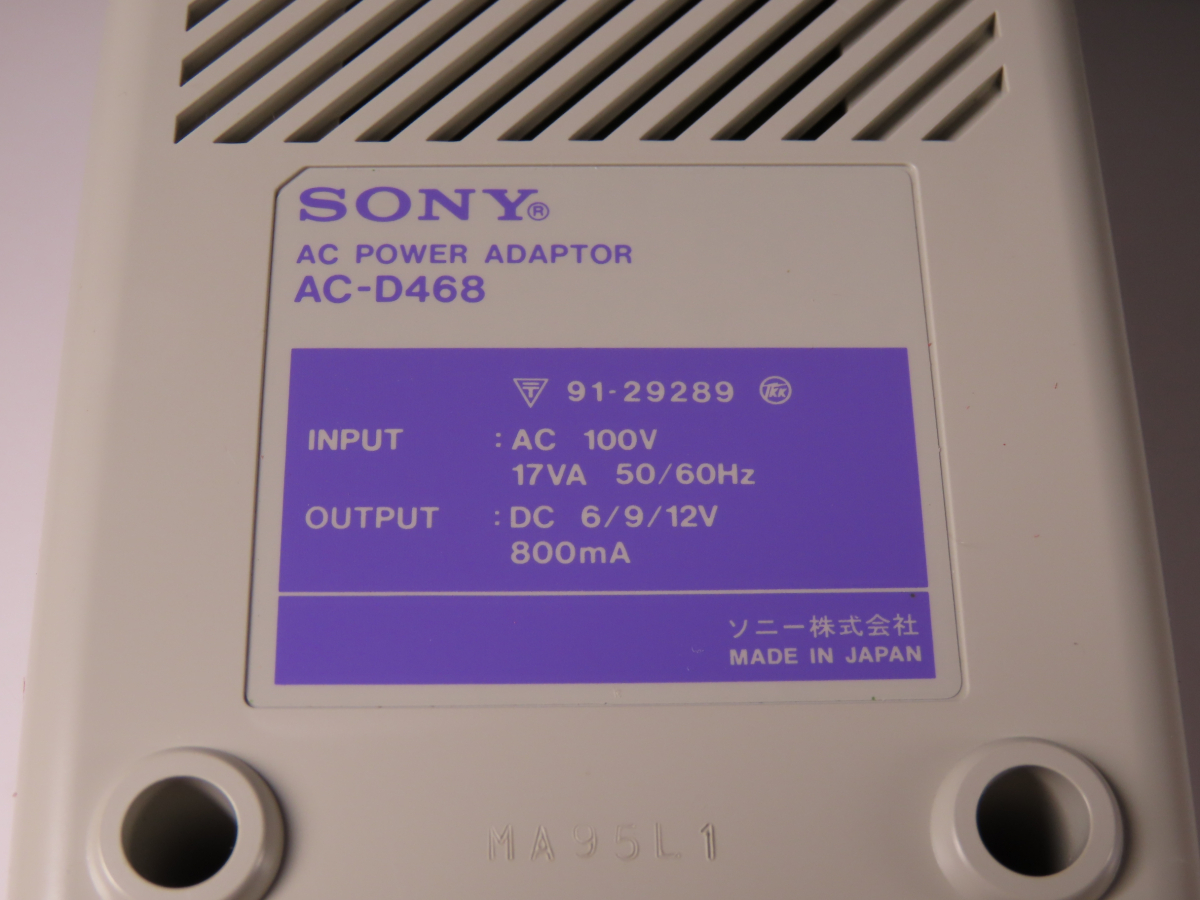 SONY®
AC POWER ADAPTOR
AC-D468
〒 91-29289 TKK
INPUT : AC 100V
17VA 50/60Hz
OUTPUT : DC 6/9/12V
800mA
ソニー株式会社
MADE IN JAPAN
MA95L1